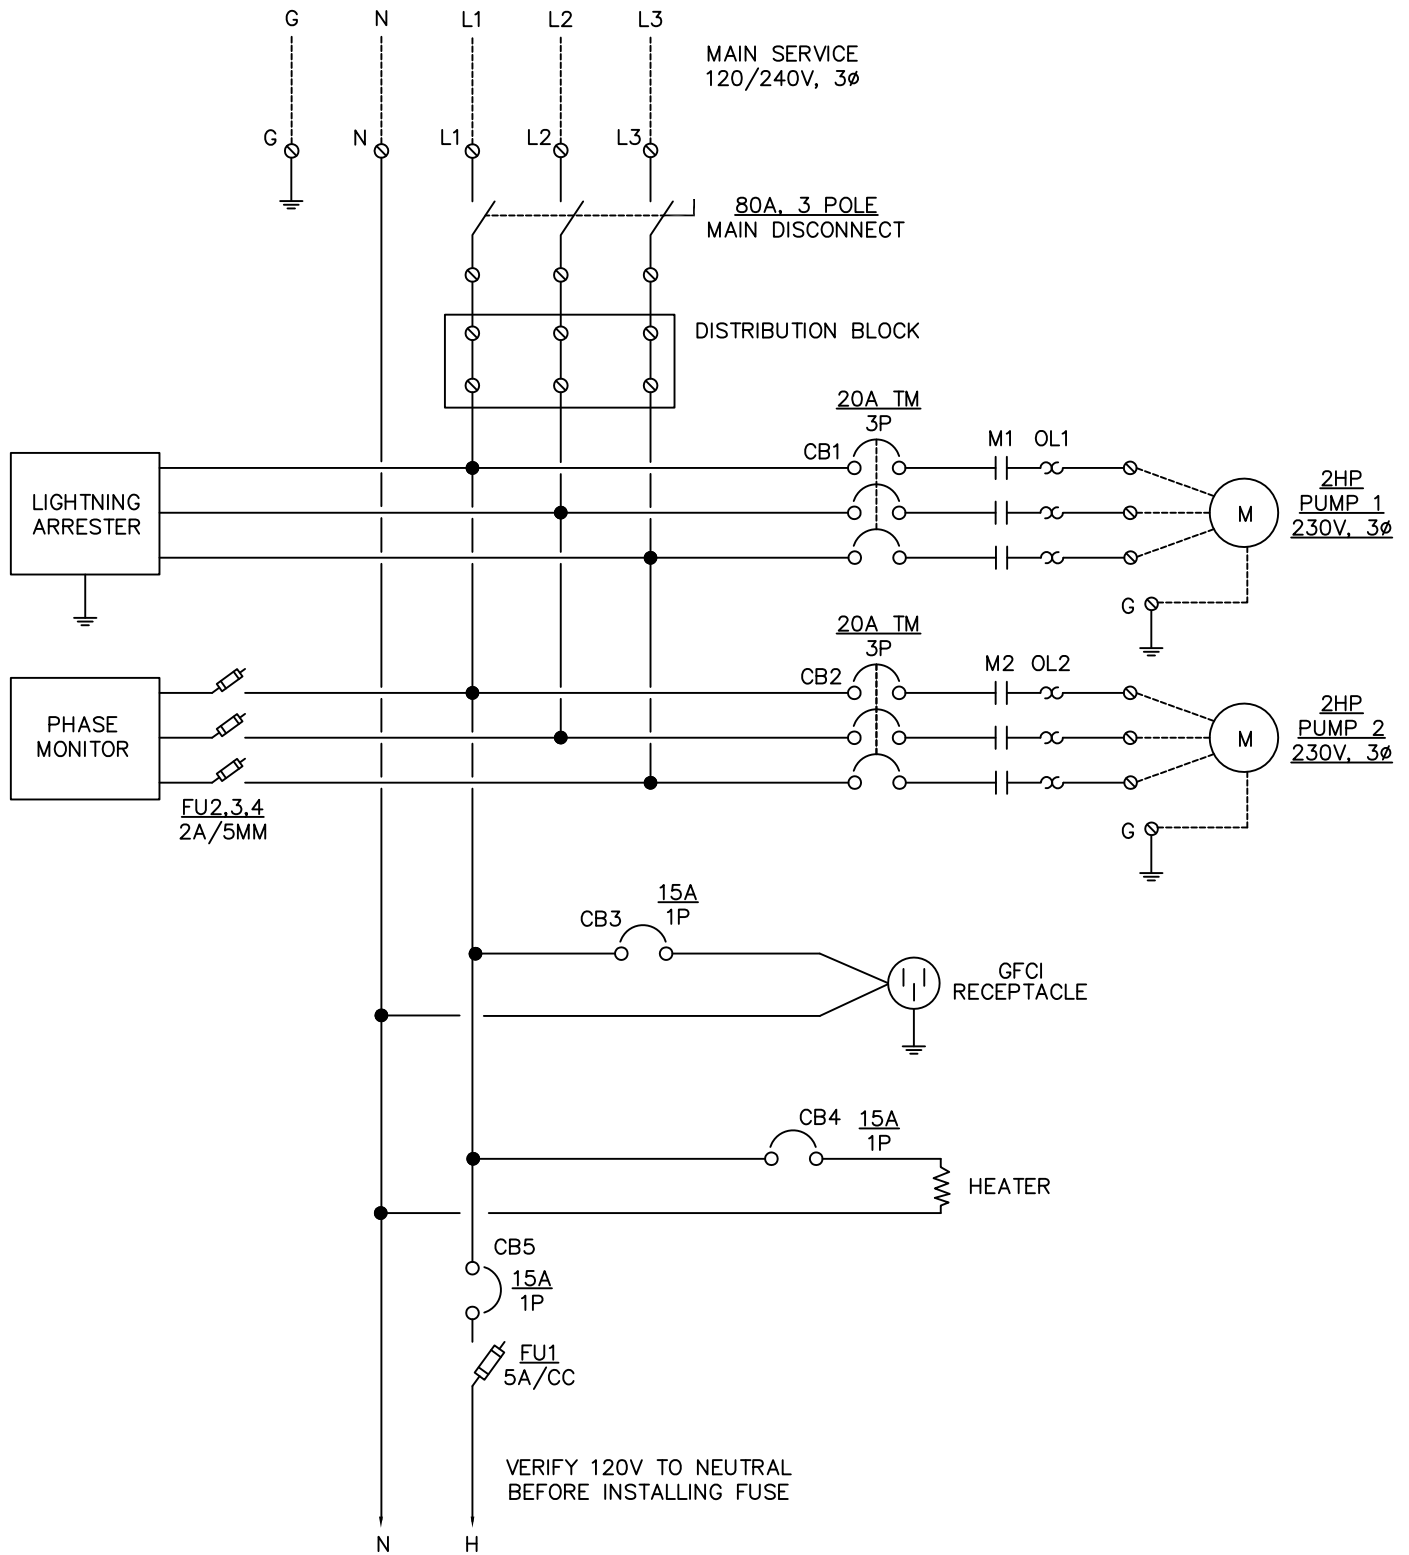 G N L1 L2 L3
MAIN SERVICE
120/240V, 3ø
G N L1 L2 L3
80A, 3 POLE
MAIN DISCONNECT
DISTRIBUTION BLOCK
20A TM
3P
CB1 M1 OL1
LIGHTNING
ARRESTER
M
2HP
PUMP 1
230V, 3ø
G
20A TM
3P
CB2 M2 OL2
PHASE
MONITOR
M
2HP
PUMP 2
230V, 3ø
FU2,3,4
2A/5MM
G
CB3
15A
1P
GFCI
RECEPTACLE
CB4
15A
1P
HEATER
CB5
15A
1P
FU1
5A/CC
VERIFY 120V TO NEUTRAL
BEFORE INSTALLING FUSE
N H